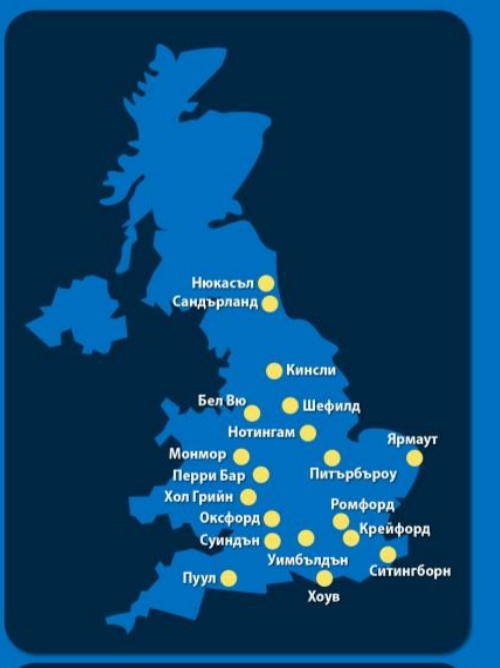 Нюкасъл
Сандърланд
Кинсли
Бел Вю
Шефилд
Нотингам
Ярмаут
Монмор
Питърбъроу
Перри Бар
Хол Грийн
Ромфорд
Оксфорд
Крейфорд
Суиндън
Уимбълдън
Ситингборн
Пуул
Хоув